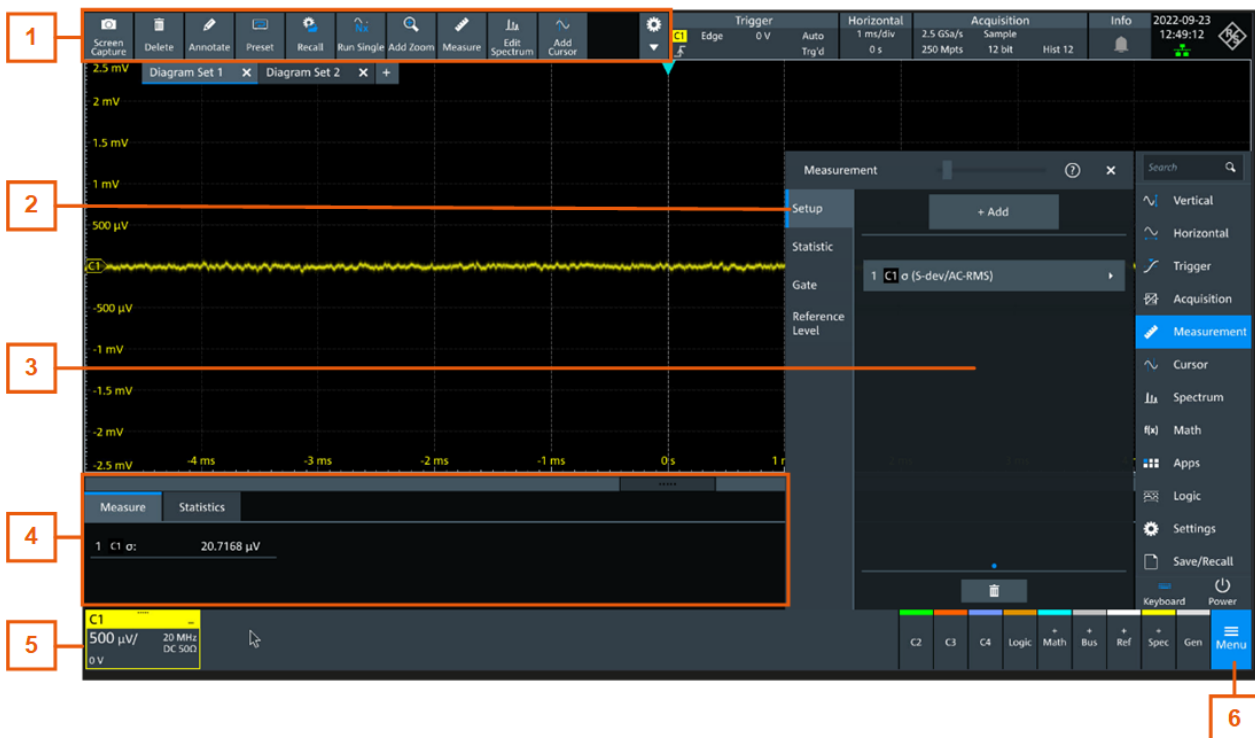 1
Screen Capture
Delete
Annotate
Preset
Recall
Nx
Run Single
Add Zoom
Measure
Edit Spectrum
Add Cursor
C1
Trigger
Edge 0 V Auto
Trg'd
Horizontal
1 ms/div
0 s
Acquisition
2.5 GSa/s Sample
250 Mpts 12 bit Hist 12
Info
2022-09-23
12:49:12
R&S
2.5 mV
Diagram Set 1 ×
Diagram Set 2 ×
+
2 mV
1.5 mV
1 mV
500 µV
C1
-500 µV
-1 mV
-1.5 mV
-2 mV
-2.5 mV
-4 ms
-3 ms
-2 ms
-1 ms
0 s
2
3
Measurement
?
×
Setup
Statistic
Gate
Reference Level
+ Add
1 C1 σ (S-dev/AC-RMS)
Search
Vertical
Horizontal
Trigger
Acquisition
Measurement
Cursor
Spectrum
f(x) Math
Apps
Logic
Settings
Save/Recall
Keyboard
Power
4
Measure
Statistics
1 C1 σ: 20.7168 µV
5
C1
500 µV/ 20 MHz
DC 50Ω
0 V
C2
C3
C4
Logic
+ Math
+ Bus
+ Ref
+ Spec
Gen
Menu
6